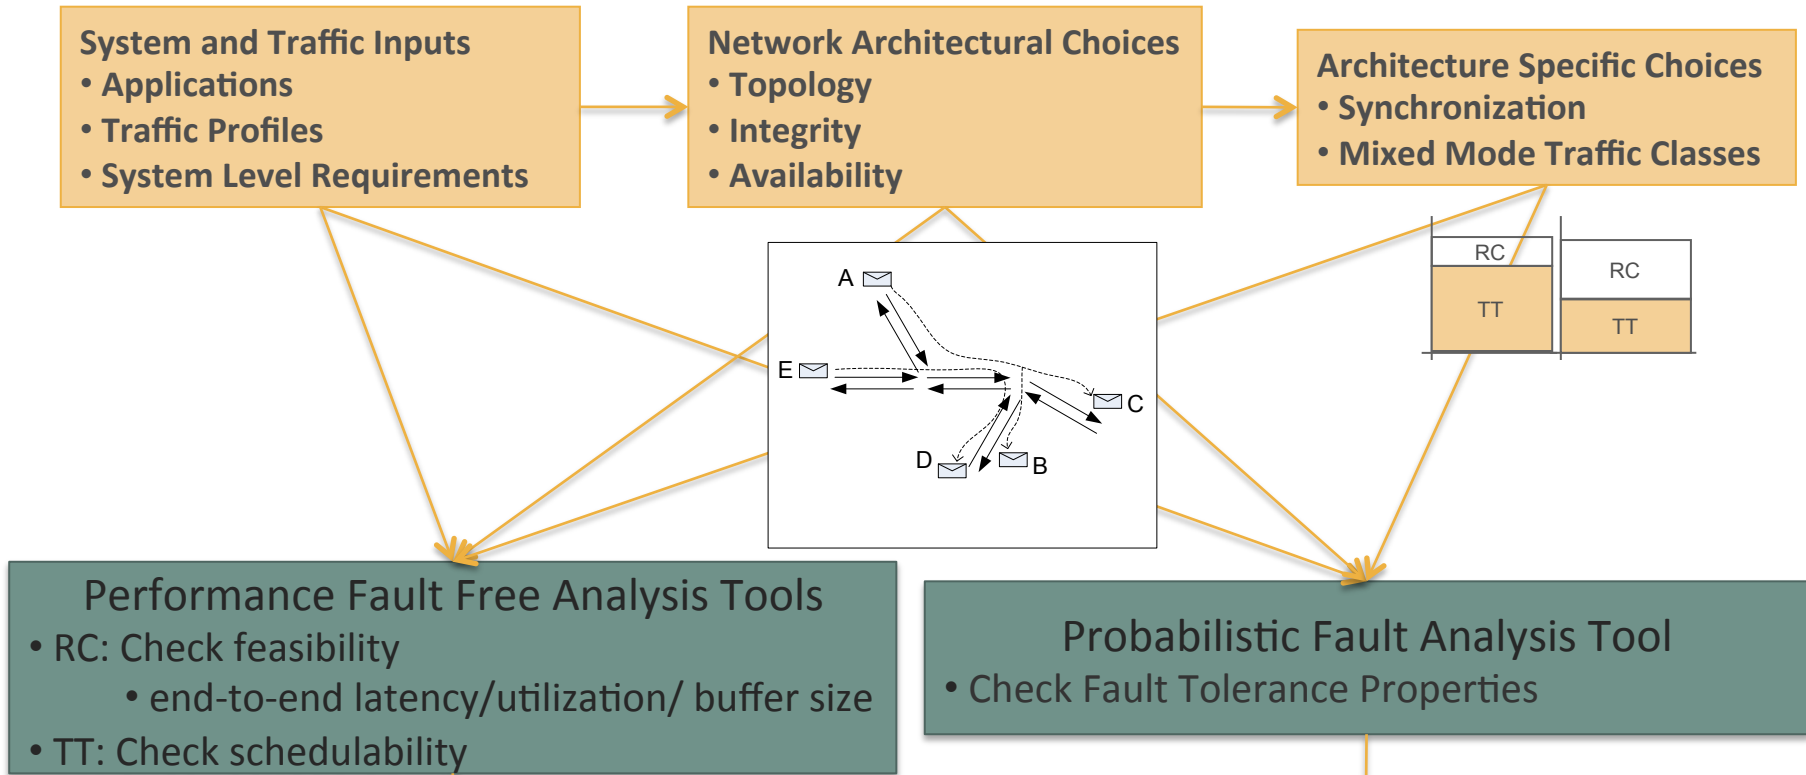 System and Traffic Inputs
• Applications
• Traffic Profiles
• System Level Requirements
Network Architectural Choices
• Topology
• Integrity
• Availability
Architecture Specific Choices
• Synchronization
• Mixed Mode Traffic Classes
A
E
C
D
B
RC
TT
RC
TT
Performance Fault Free Analysis Tools
• RC: Check feasibility
• end-to-end latency/utilization/ buffer size
• TT: Check schedulability
Probabilistic Fault Analysis Tool
• Check Fault Tolerance Properties